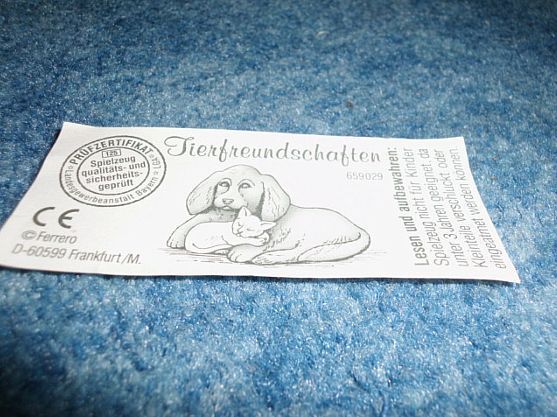 PRÜFZERTIFIKAT • LGA •
Landesgewerbeanstalt Bayern
125
Spielzeug
qualitäts- und
sicherheits-
geprüft
Tierfreundschaften
659029
CE
© Ferrero
D-60599 Frankfurt/M.
Lesen und aufbewahren:
Spielzeug nicht für Kinder
unter 3 Jahren geeignet, da
Kleinteile verschluckt oder
eingeatmet werden können